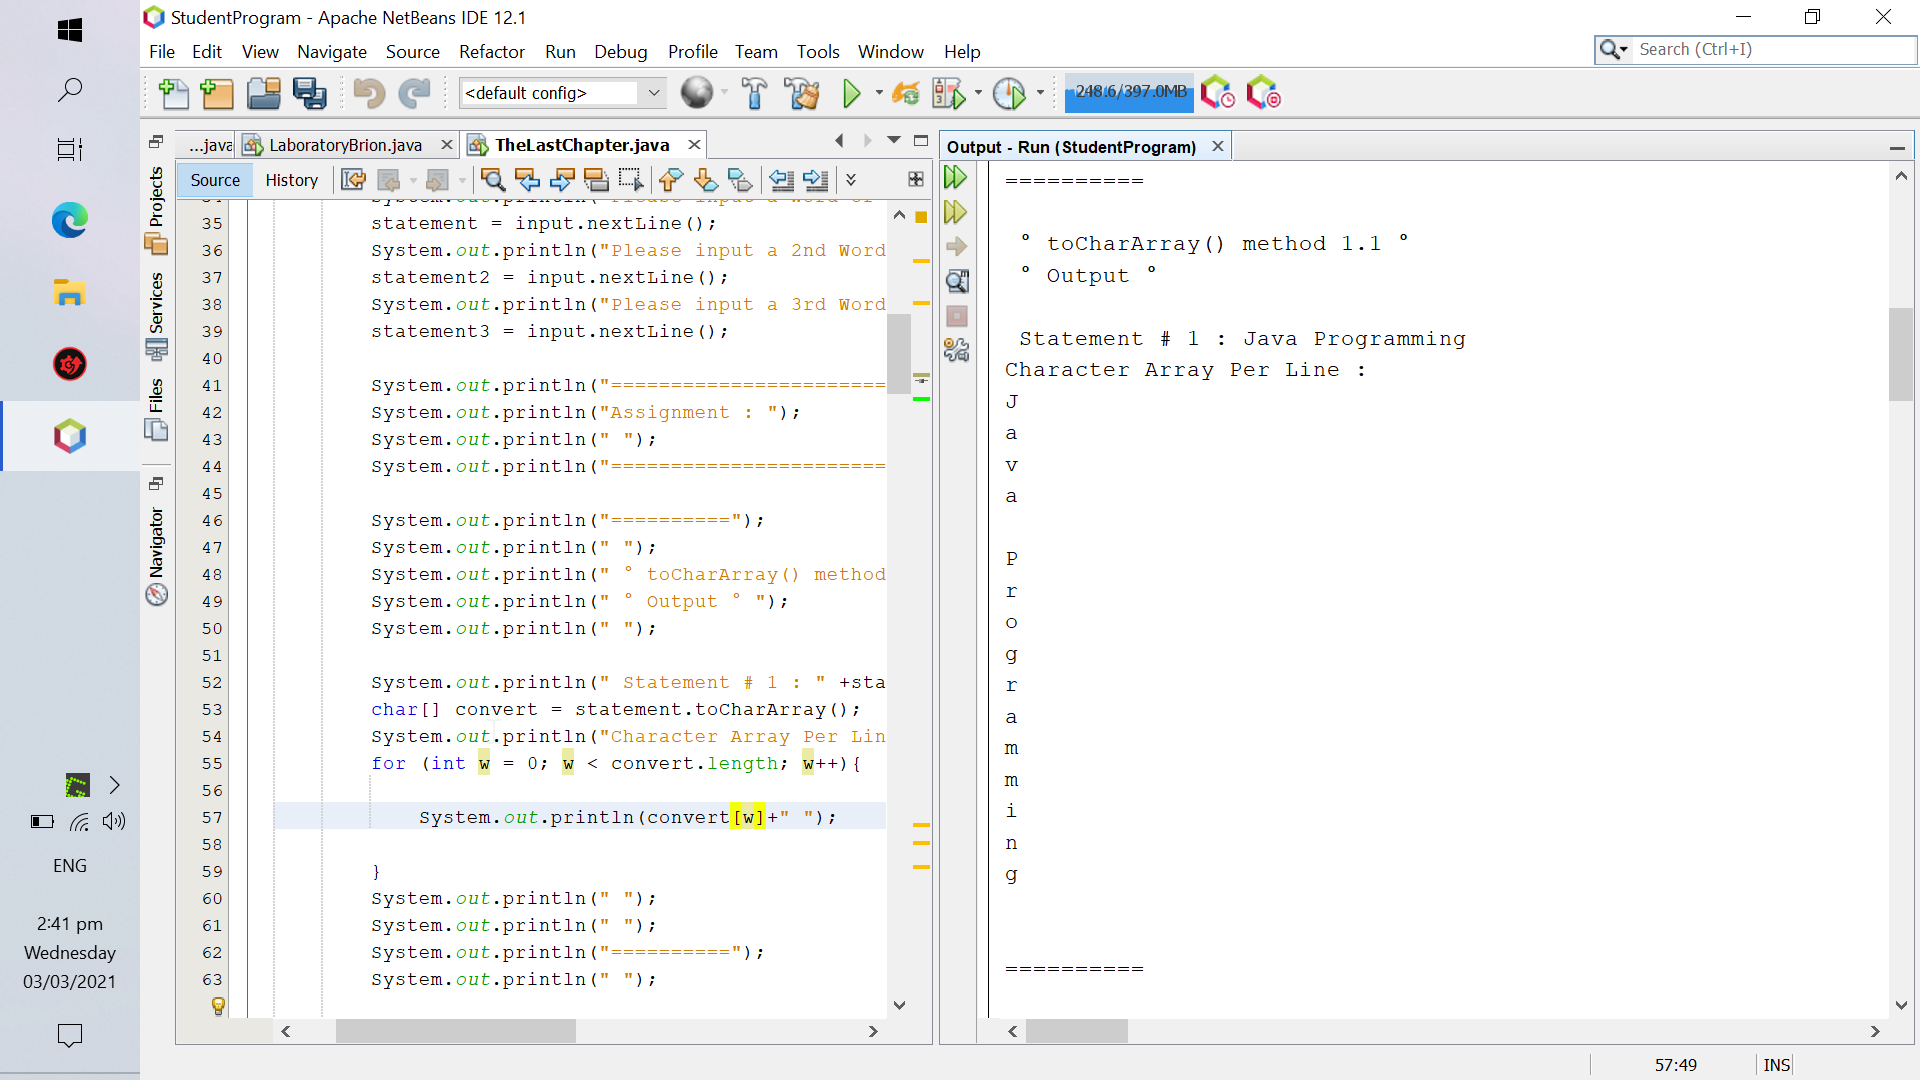 StudentProgram - Apache NetBeans IDE 12.1
File Edit View Navigate Source Refactor Run Debug Profile Team Tools Window Help
Search (Ctrl+I)
<default config>
248.6/397.0MB
...java
LaboratoryBrion.java
TheLastChapter.java
Output - Run (StudentProgram)
Source History
Projects
Services
Files
Navigator
35 statement = input.nextLine();
36 System.out.println("Please input a 2nd Word
37 statement2 = input.nextLine();
38 System.out.println("Please input a 3rd Word
39 statement3 = input.nextLine();
40
41 System.out.println("=======================
42 System.out.println("Assignment : ");
43 System.out.println(" ");
44 System.out.println("=======================
45
46 System.out.println("==========");
47 System.out.println(" ");
48 System.out.println(" ° toCharArray() method
49 System.out.println(" ° Output ° ");
50 System.out.println(" ");
51
52 System.out.println(" Statement # 1 : " +sta
53 char[] convert = statement.toCharArray();
54 System.out.println("Character Array Per Lin
55 for (int w = 0; w < convert.length; w++){
56
57 System.out.println(convert[w]+" ");
58
59 }
60 System.out.println(" ");
61 System.out.println(" ");
62 System.out.println("==========");
63 System.out.println(" ");
==========
° toCharArray() method 1.1 °
° Output °
Statement # 1 : Java Programming
Character Array Per Line :
J
a
v
a
P
r
o
g
r
a
m
m
i
n
g
==========
57:49
INS
ENG
2:41 pm
Wednesday
03/03/2021